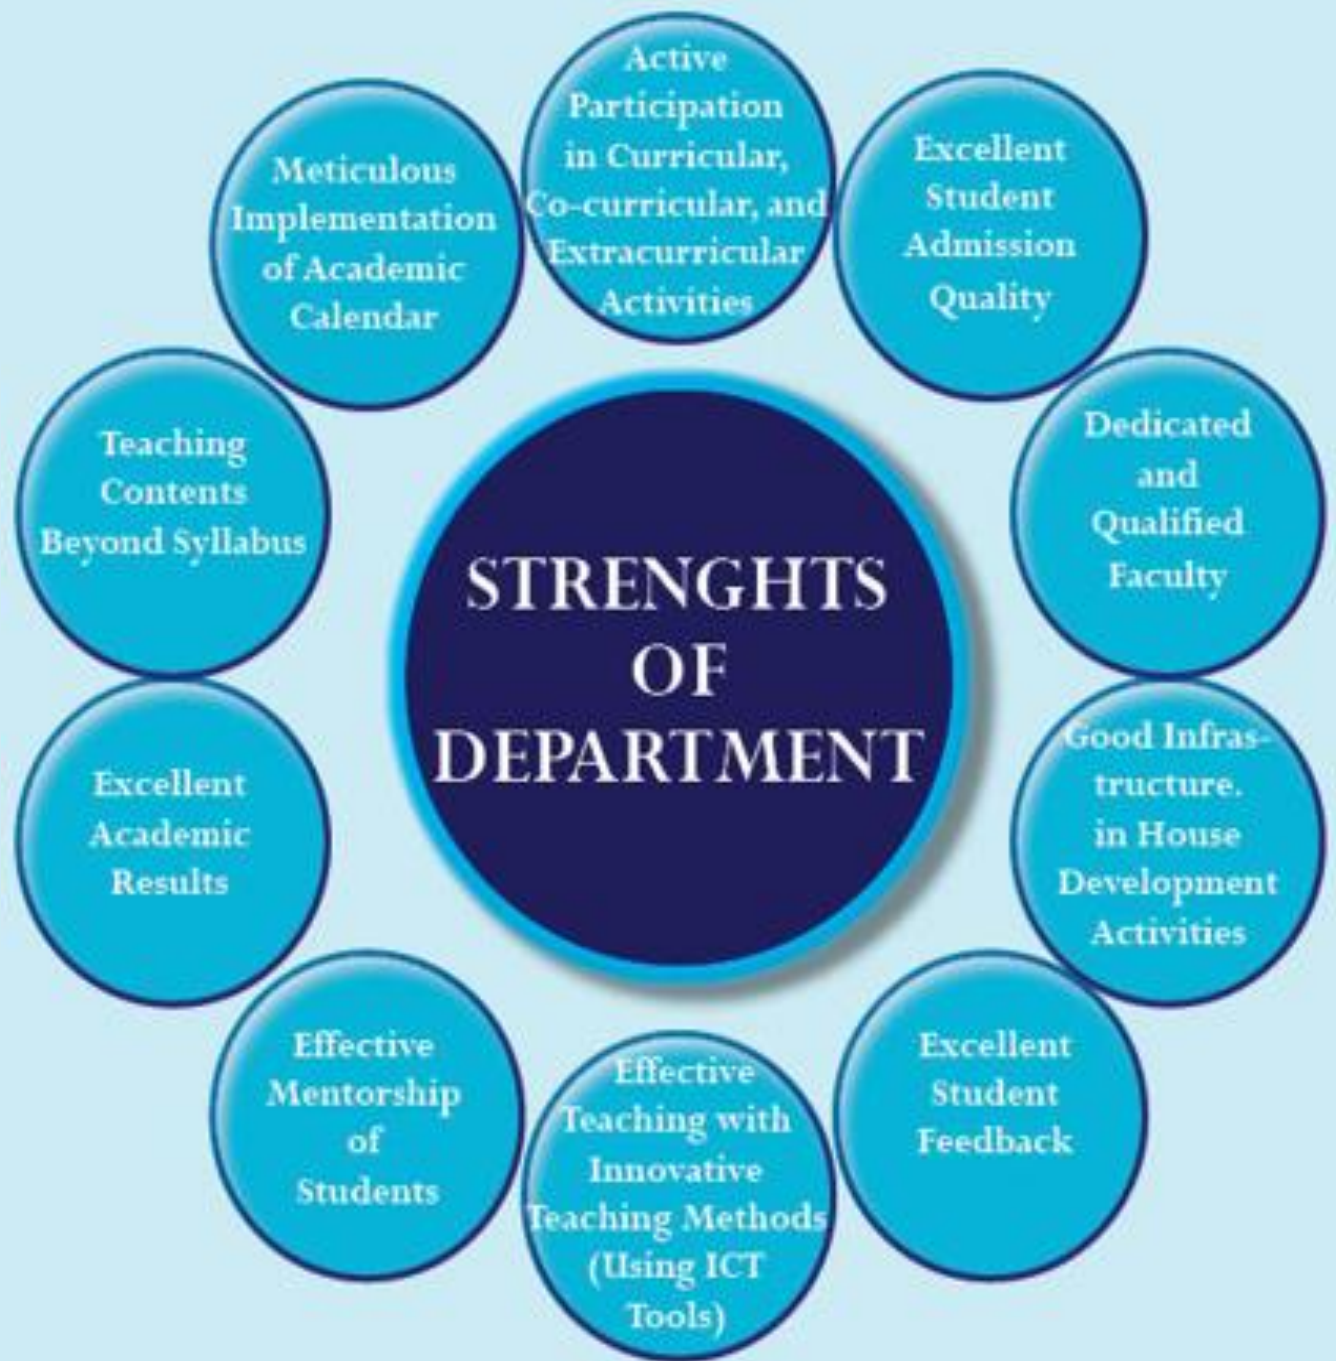 Active
Participation
in Curricular,
Co-curricular, and
Extracurricular
Activities
Excellent
Student
Admission
Quality
Dedicated
and
Qualified
Faculty
Good Infras-
tructure.
in House
Development
Activities
Excellent
Student
Feedback
Effective
Teaching with
Innovative
Teaching Methods
(Using ICT
Tools)
Effective
Mentorship
of
Students
Excellent
Academic
Results
Teaching
Contents
Beyond Syllabus
Meticulous
Implementation
of Academic
Calendar
STRENGHTS
OF
DEPARTMENT